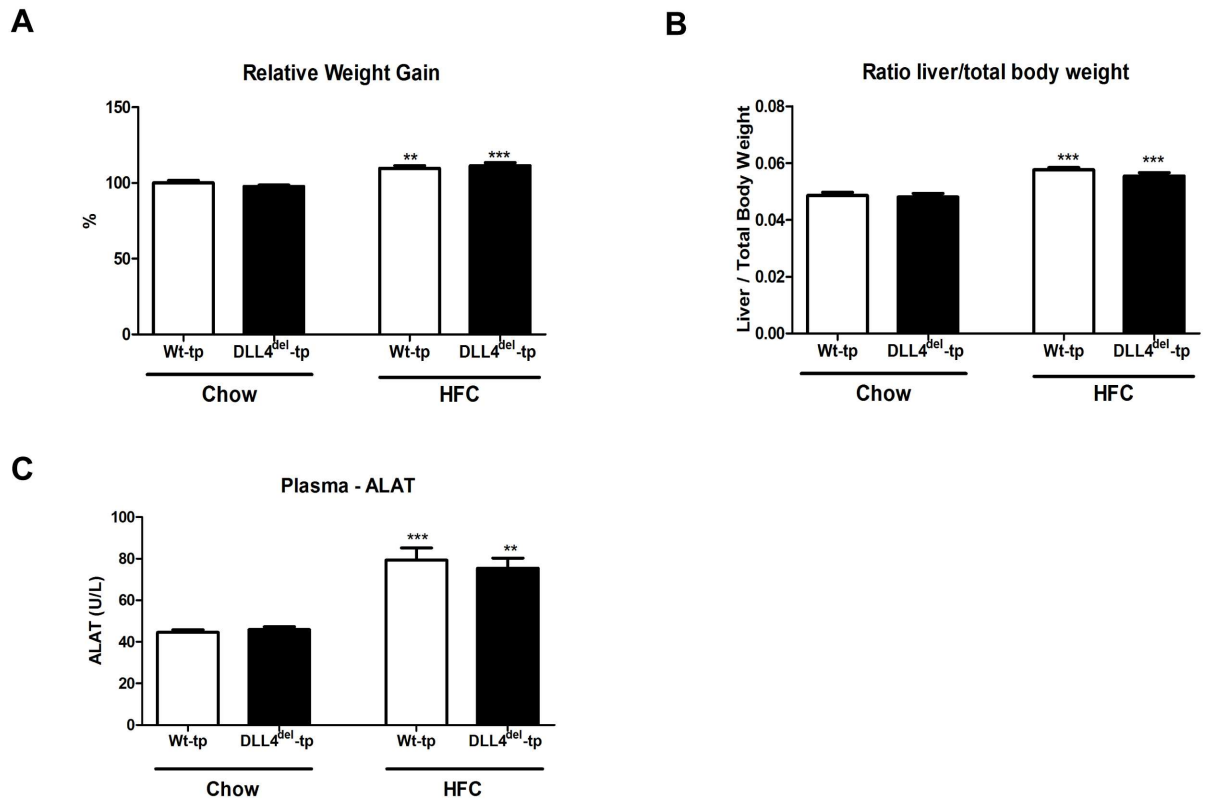 A
Relative Weight Gain
150
100
50
0
%
** ***
Wt-tp DLL4del-tp Wt-tp DLL4del-tp
Chow HFC
B
Ratio liver/total body weight
0.08
0.06
0.04
0.02
0.00
Liver / Total Body Weight
*** ***
Wt-tp DLL4del-tp Wt-tp DLL4del-tp
Chow HFC
C
Plasma - ALAT
100
80
60
40
20
0
ALAT (U/L)
*** **
Wt-tp DLL4del-tp Wt-tp DLL4del-tp
Chow HFC